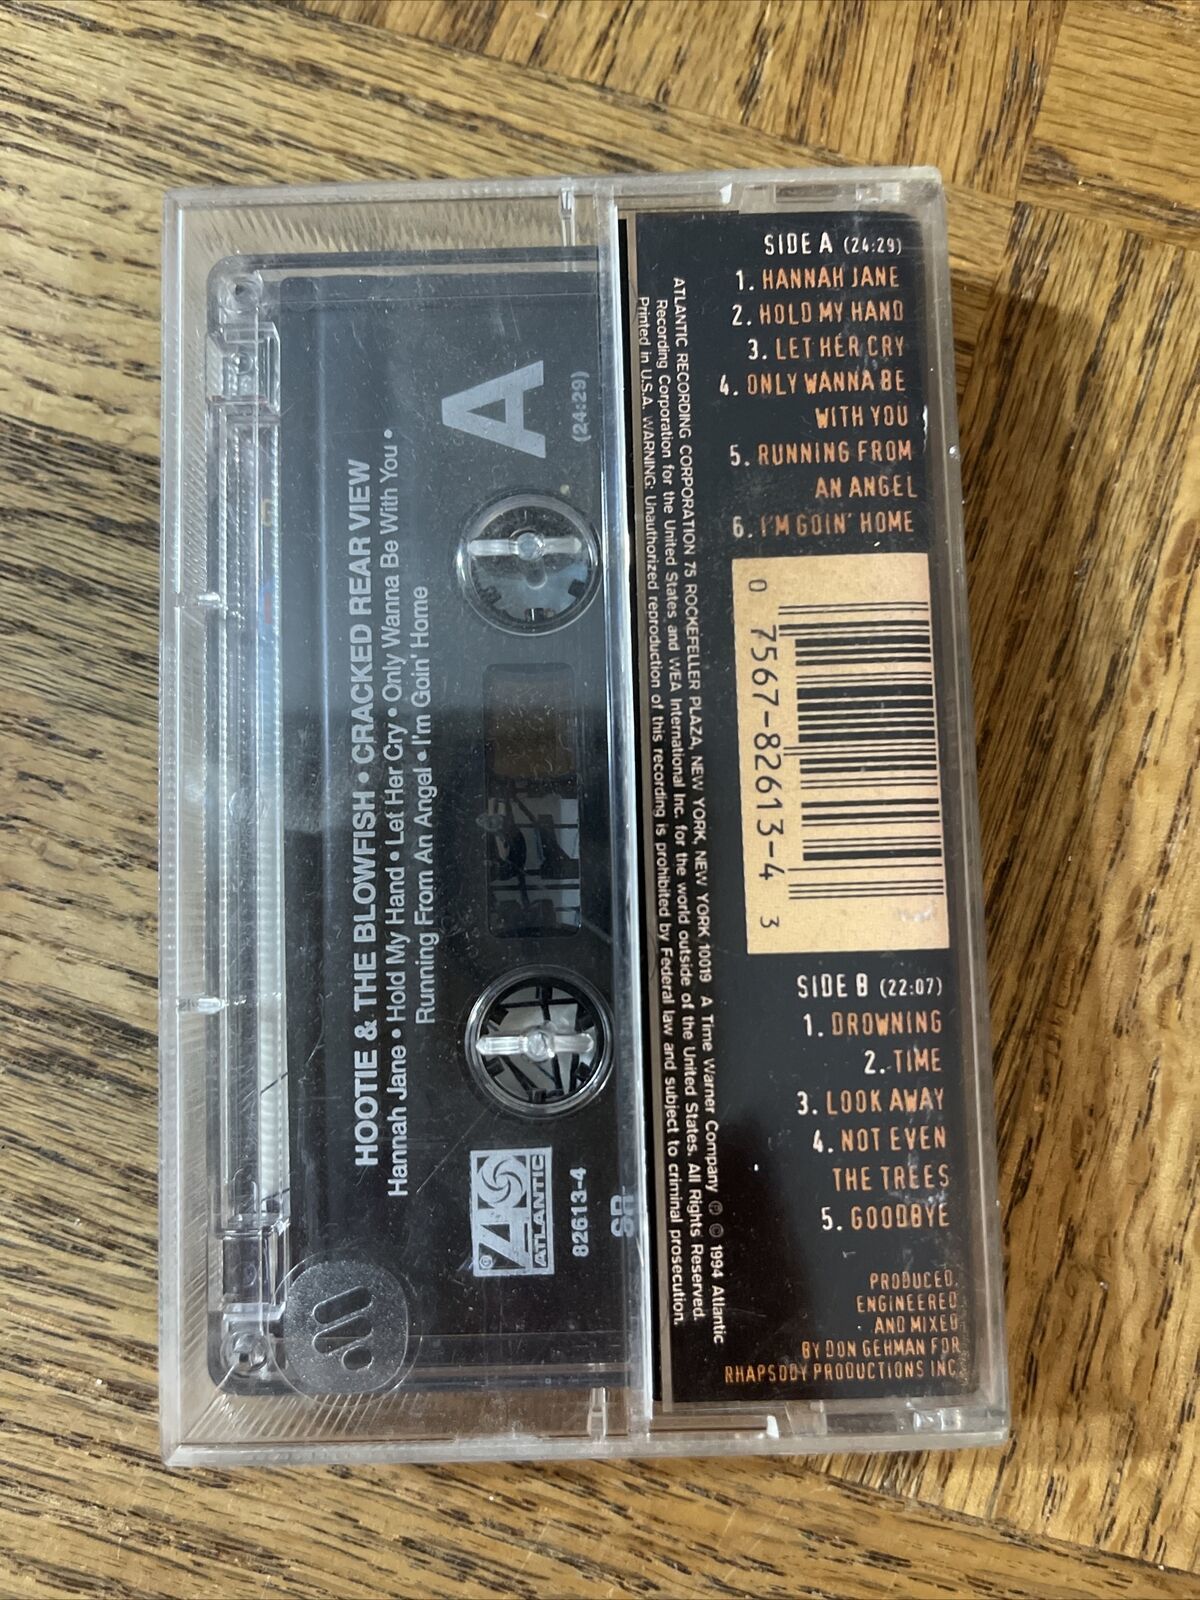 SIDE A (24:29)
1. HANNAH JANE
2. HOLD MY HAND
3. LET HER CRY
4. ONLY WANNA BE
WITH YOU
5. RUNNING FROM
AN ANGEL
6. I'M GOIN' HOME
0 7567-82613-4 3
SIDE B (22:07)
1. DROWNING
2. TIME
3. LOOK AWAY
4. NOT EVEN
THE TREES
5. GOODBYE
PRODUCED,
ENGINEERED
AND MIXED
BY DON GEHMAN FOR
RHAPSODY PRODUCTIONS INC.
ATLANTIC RECORDING CORPORATION 75 ROCKEFELLER PLAZA, NEW YORK, NEW YORK 10019 A Time Warner Company ℗ © 1994 Atlantic
Recording Corporation for the United States and WEA International Inc. for the world outside of the United States. All Rights Reserved.
Printed in U.S.A. WARNING: Unauthorized reproduction of this recording is prohibited by Federal law and subject to criminal prosecution.
HOOTIE & THE BLOWFISH • CRACKED REAR VIEW
Hannah Jane • Hold My Hand • Let Her Cry • Only Wanna Be With You •
Running From An Angel • I'm Goin' Home
A
(24:29)
ATLANTIC
®
82613-4
SR